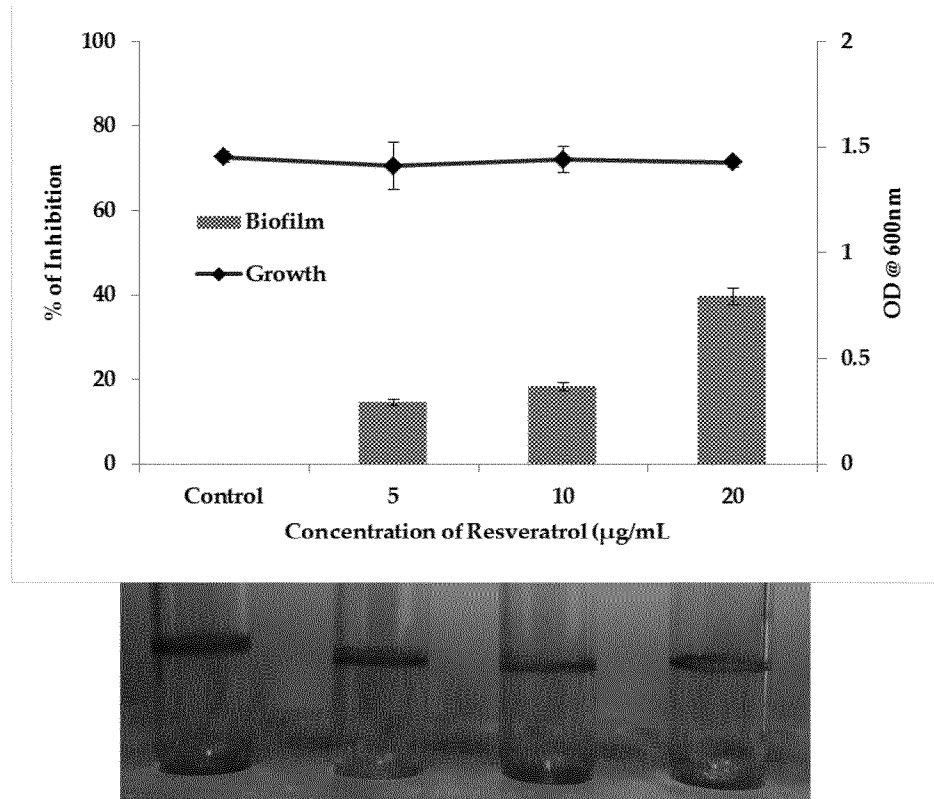 100
80
60
40
20
0
% of Inhibition
2
1.5
1
0.5
0
OD @ 600nm
Biofilm
Growth
Control 5 10 20
Concentration of Resveratrol (µg/mL